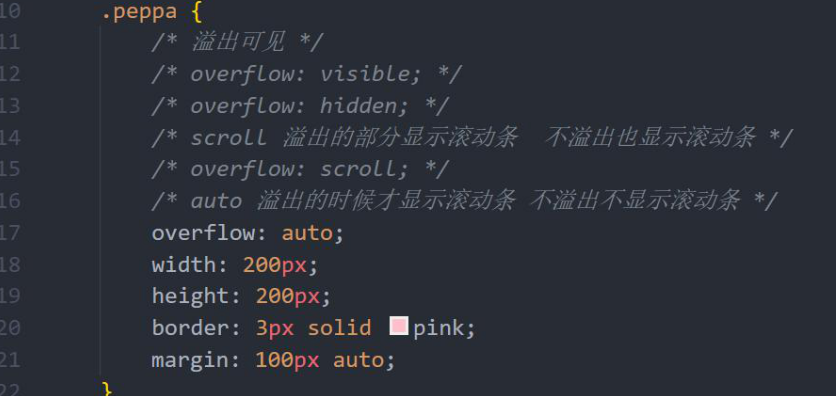 10 .peppa {
11 /* 溢出可见 */
12 /* overflow: visible; */
13 /* overflow: hidden; */
14 /* scroll 溢出的部分显示滚动条  不溢出也显示滚动条 */
15 /* overflow: scroll; */
16 /* auto 溢出的时候才显示滚动条 不溢出不显示滚动条 */
17 overflow: auto;
18 width: 200px;
19 height: 200px;
20 border: 3px solid pink;
21 margin: 100px auto;
22 }